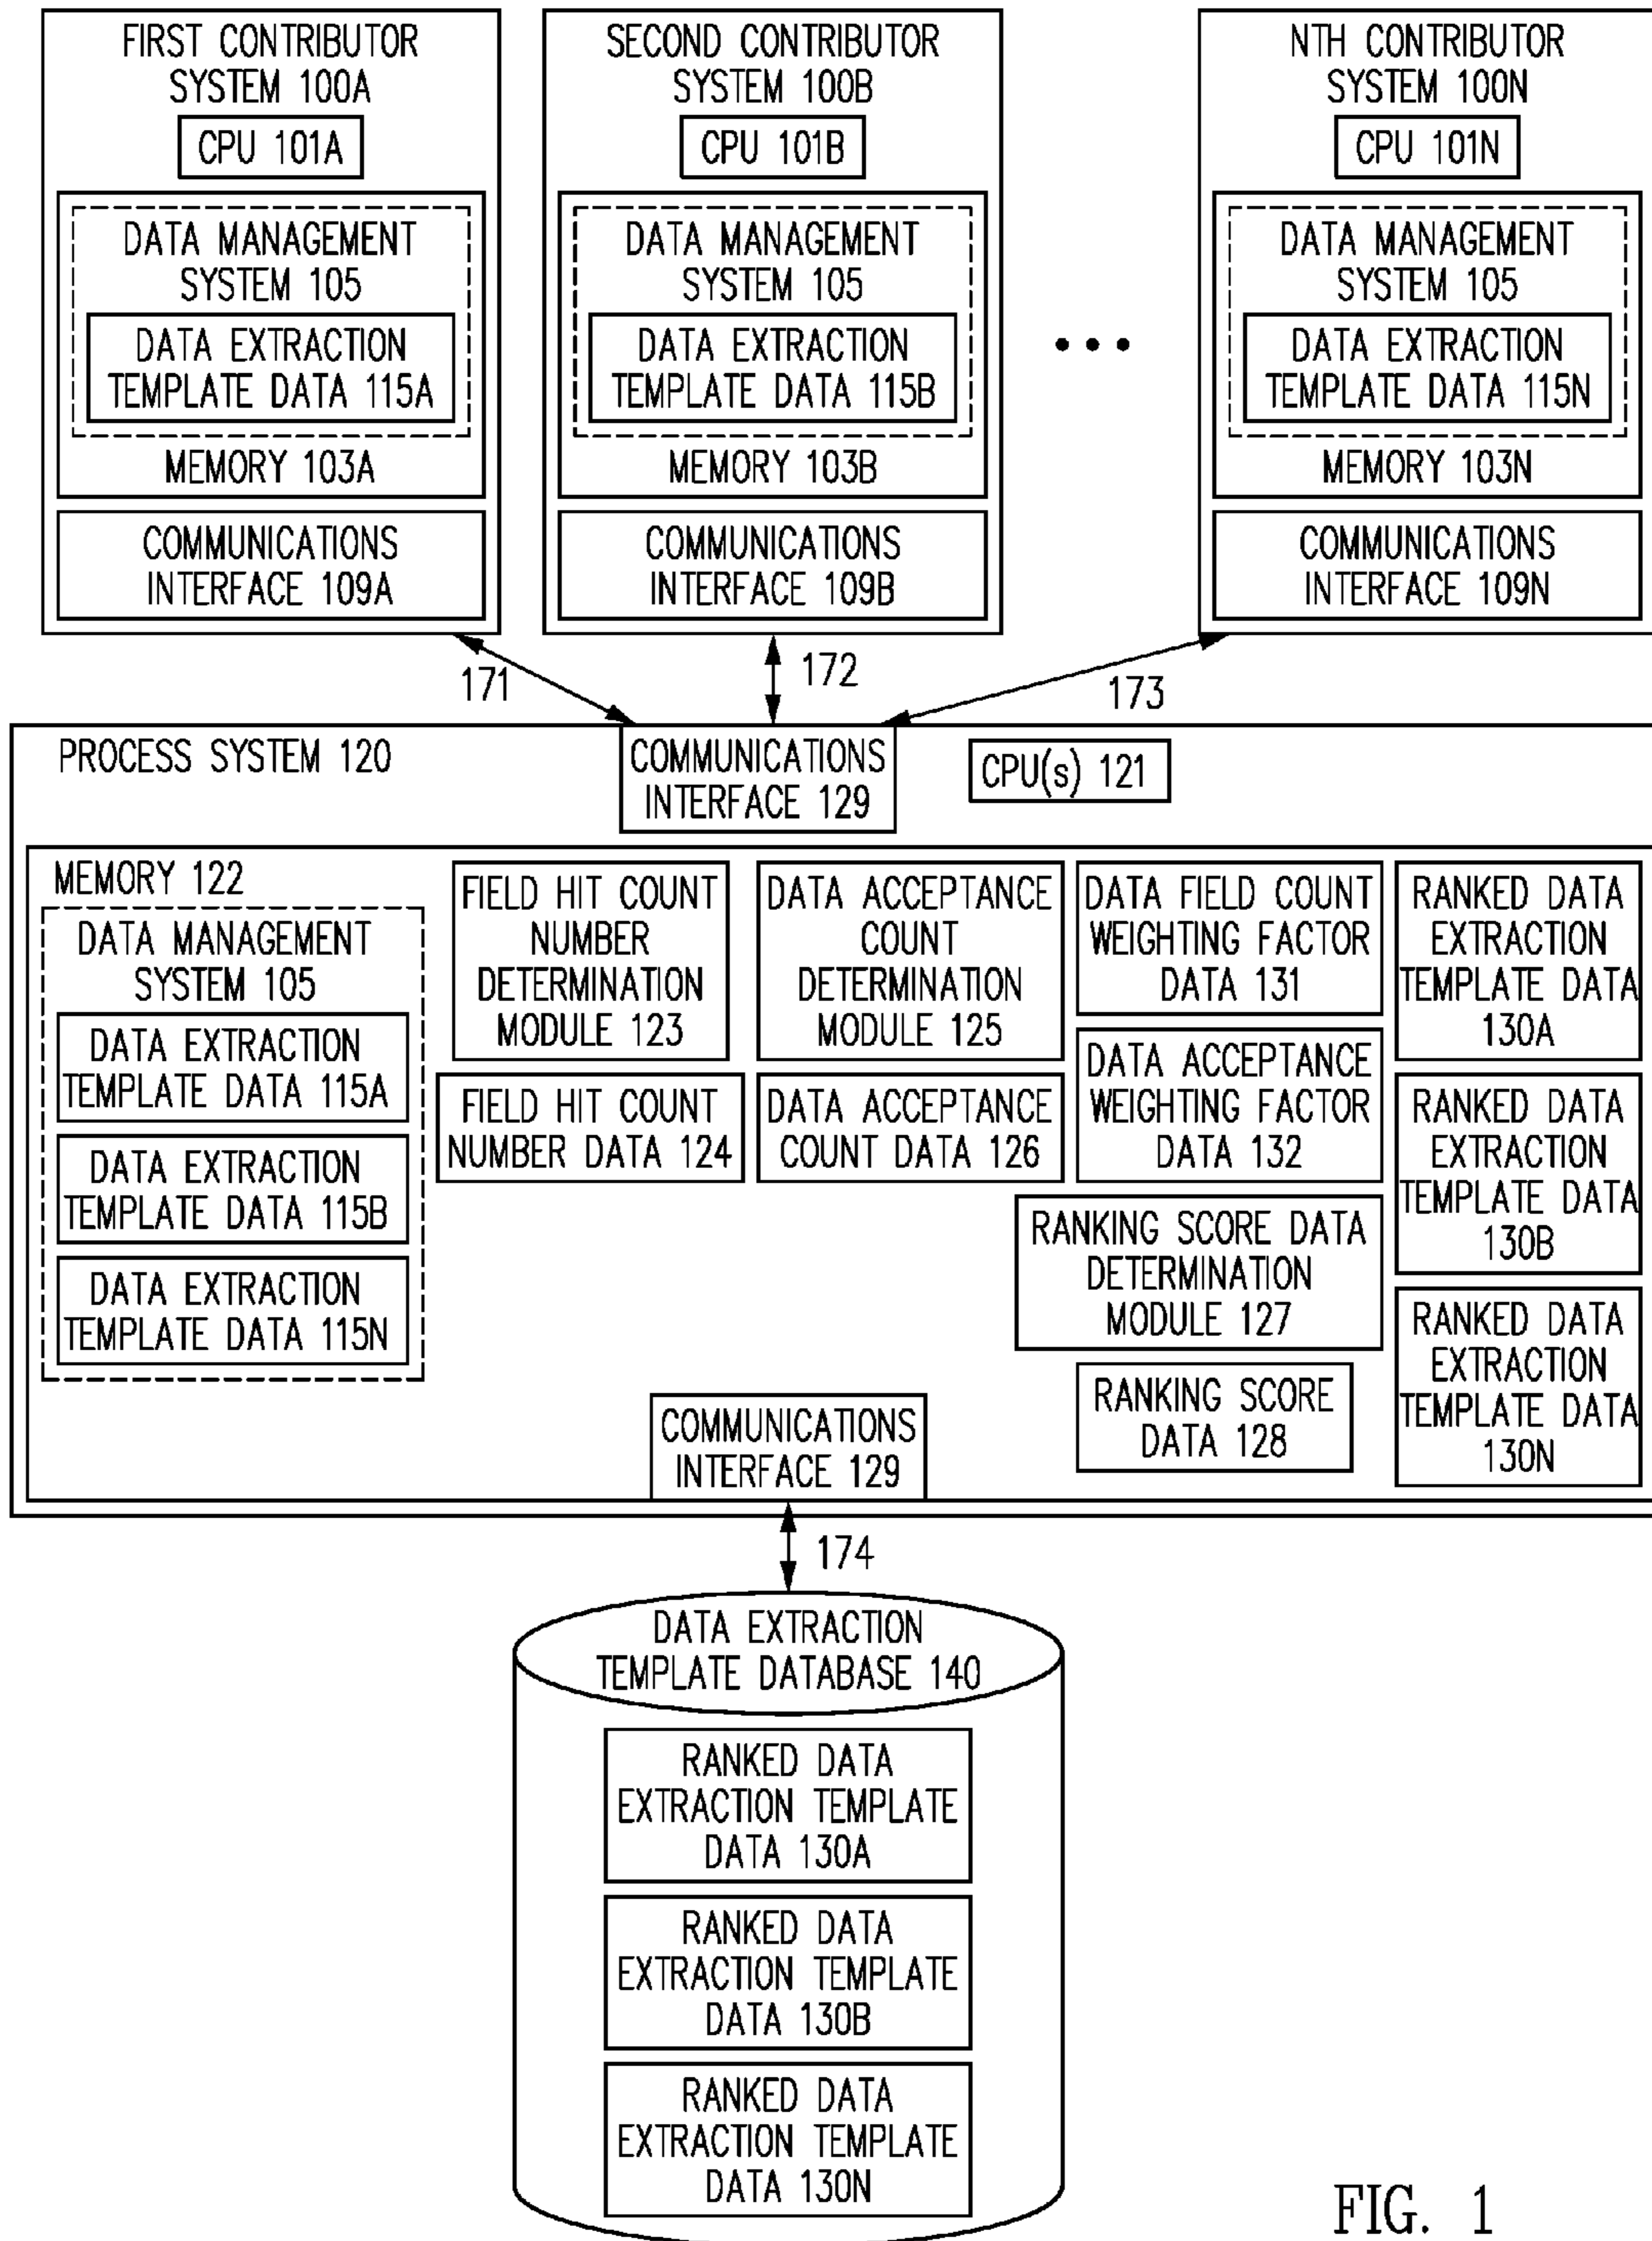 FIRST CONTRIBUTOR
SYSTEM 100A
CPU 101A
DATA MANAGEMENT
SYSTEM 105
DATA EXTRACTION
TEMPLATE DATA 115A
MEMORY 103A
COMMUNICATIONS
INTERFACE 109A
SECOND CONTRIBUTOR
SYSTEM 100B
CPU 101B
DATA MANAGEMENT
SYSTEM 105
DATA EXTRACTION
TEMPLATE DATA 115B
MEMORY 103B
COMMUNICATIONS
INTERFACE 109B
NTH CONTRIBUTOR
SYSTEM 100N
CPU 101N
DATA MANAGEMENT
SYSTEM 105
DATA EXTRACTION
TEMPLATE DATA 115N
MEMORY 103N
COMMUNICATIONS
INTERFACE 109N
171
172
173
PROCESS SYSTEM 120
COMMUNICATIONS
INTERFACE 129
CPU(s) 121
MEMORY 122
DATA MANAGEMENT
SYSTEM 105
DATA EXTRACTION
TEMPLATE DATA 115A
DATA EXTRACTION
TEMPLATE DATA 115B
DATA EXTRACTION
TEMPLATE DATA 115N
FIELD HIT COUNT
NUMBER
DETERMINATION
MODULE 123
FIELD HIT COUNT
NUMBER DATA 124
DATA ACCEPTANCE
COUNT
DETERMINATION
MODULE 125
DATA ACCEPTANCE
COUNT DATA 126
DATA FIELD COUNT
WEIGHTING FACTOR
DATA 131
DATA ACCEPTANCE
WEIGHTING FACTOR
DATA 132
RANKING SCORE DATA
DETERMINATION
MODULE 127
RANKING SCORE
DATA 128
RANKED DATA
EXTRACTION
TEMPLATE DATA
130A
RANKED DATA
EXTRACTION
TEMPLATE DATA
130B
RANKED DATA
EXTRACTION
TEMPLATE DATA
130N
COMMUNICATIONS
INTERFACE 129
174
DATA EXTRACTION
TEMPLATE DATABASE 140
RANKED DATA
EXTRACTION TEMPLATE
DATA 130A
RANKED DATA
EXTRACTION TEMPLATE
DATA 130B
RANKED DATA
EXTRACTION TEMPLATE
DATA 130N
FIG. 1